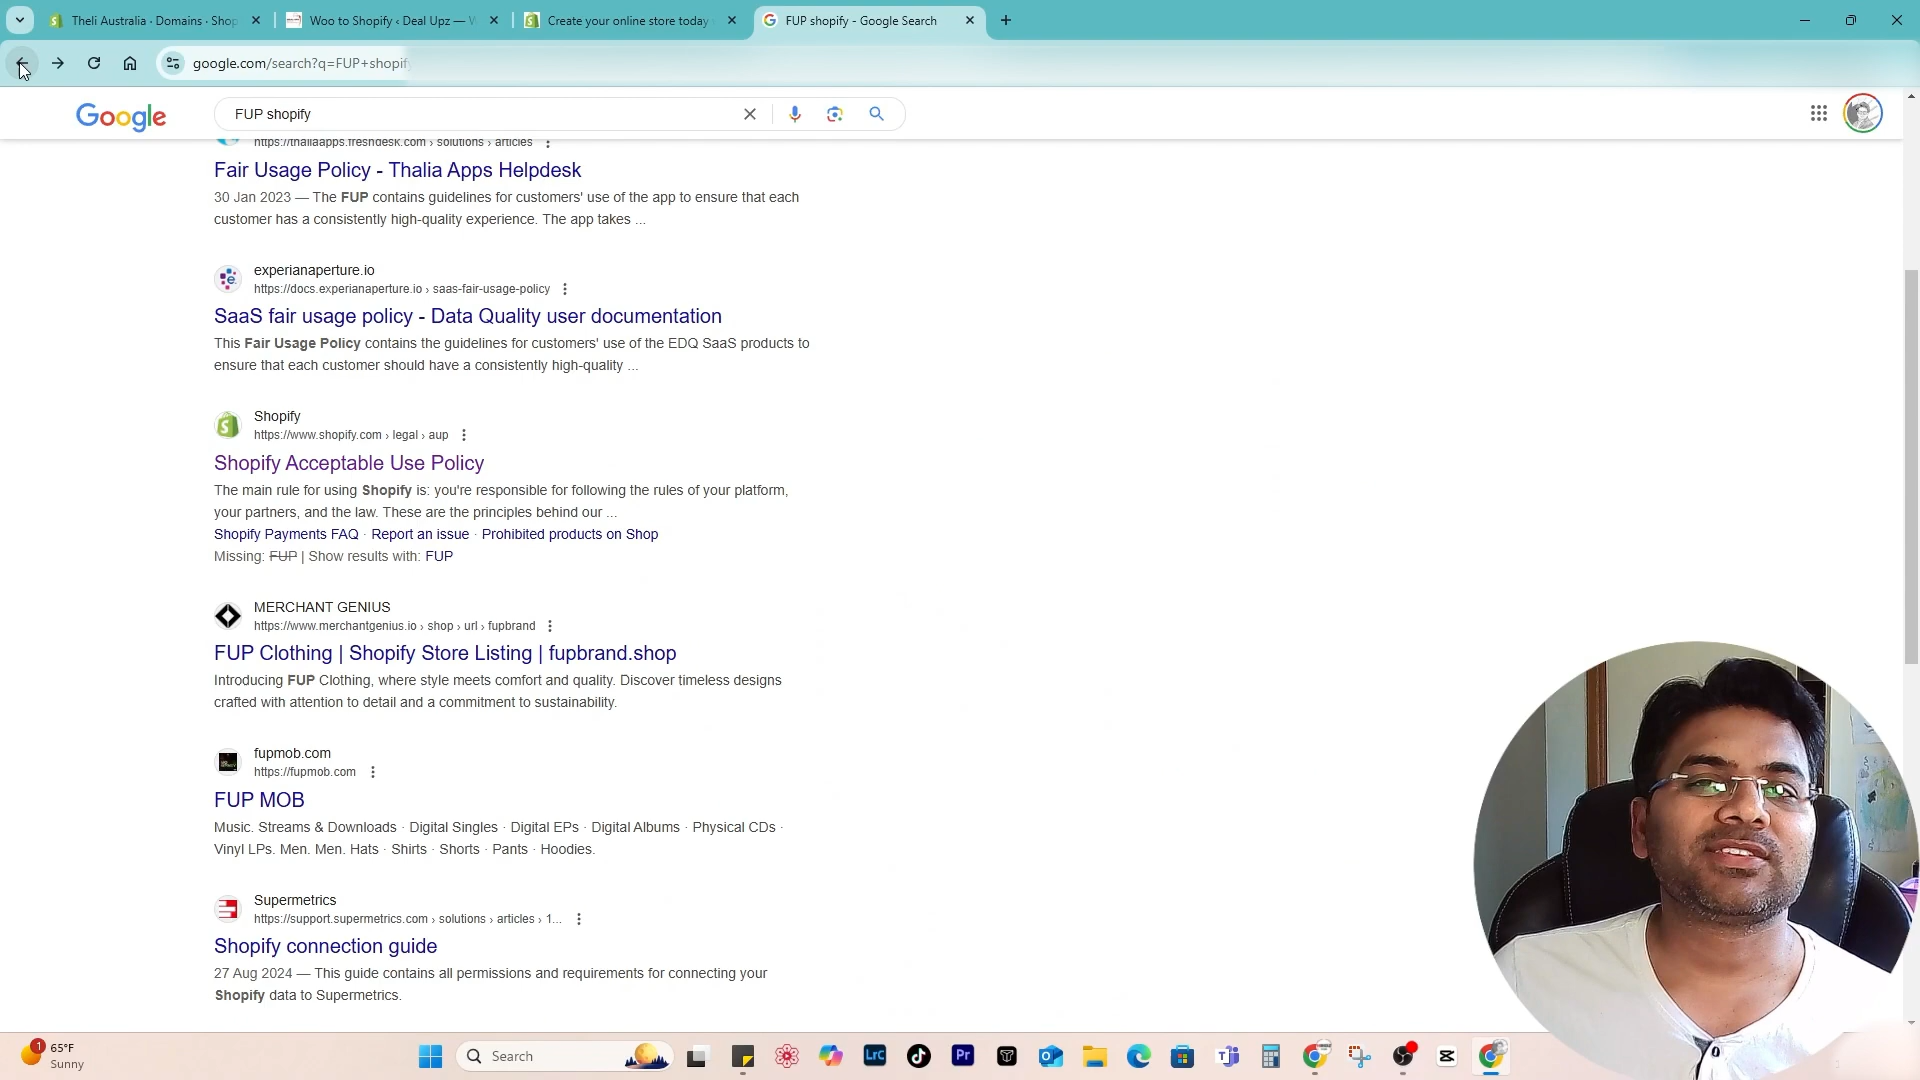 Theli Australia · Domains · Shop
Woo to Shopify ‹ Deal Upz — W
Create your online store today
FUP shopify - Google Search
google.com/search?q=FUP+shopify
Google
FUP shopify
https://thaliaapps.freshdesk.com › solutions › articles
Fair Usage Policy - Thalia Apps Helpdesk
30 Jan 2023 — The FUP contains guidelines for customers' use of the app to ensure that each
customer has a consistently high-quality experience. The app takes ...
experianaperture.io
https://docs.experianaperture.io › saas-fair-usage-policy
SaaS fair usage policy - Data Quality user documentation
This Fair Usage Policy contains the guidelines for customers' use of the EDQ SaaS products to
ensure that each customer should have a consistently high-quality ...
Shopify
https://www.shopify.com › legal › aup
Shopify Acceptable Use Policy
The main rule for using Shopify is: you're responsible for following the rules of your platform,
your partners, and the law. These are the principles behind our ...
Shopify Payments FAQ · Report an issue · Prohibited products on Shop
Missing: FUP | Show results with: FUP
MERCHANT GENIUS
https://www.merchantgenius.io › shop › url › fupbrand
FUP Clothing | Shopify Store Listing | fupbrand.shop
Introducing FUP Clothing, where style meets comfort and quality. Discover timeless designs
crafted with attention to detail and a commitment to sustainability.
fupmob.com
https://fupmob.com
FUP MOB
Music. Streams & Downloads · Digital Singles · Digital EPs · Digital Albums · Physical CDs ·
Vinyl LPs. Men. Men. Hats · Shirts · Shorts · Pants · Hoodies.
Supermetrics
https://support.supermetrics.com › solutions › articles › 1...
Shopify connection guide
27 Aug 2024 — This guide contains all permissions and requirements for connecting your
Shopify data to Supermetrics.
1
65°F
Sunny
Search
LrC
Pr